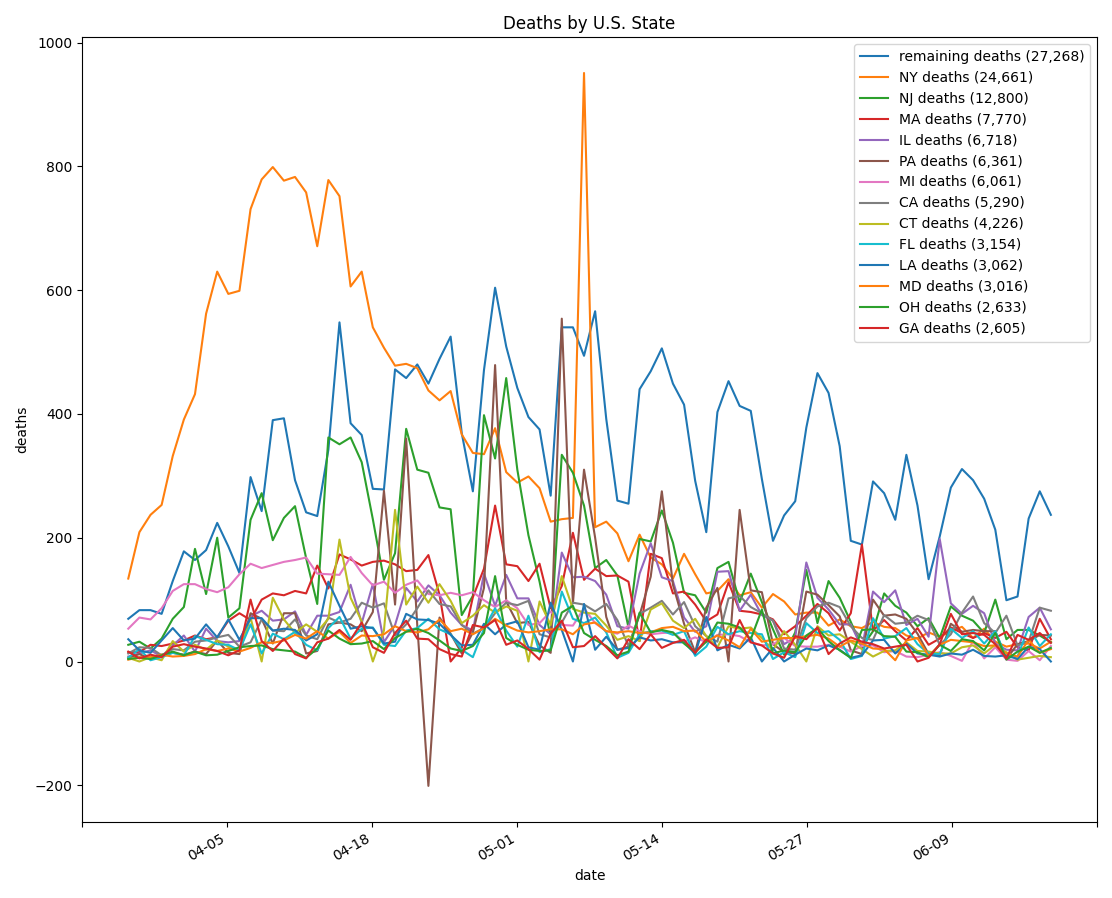 Deaths by U.S. State
1000
800
600
400
200
0
−200
deaths
remaining deaths (27,268)
NY deaths (24,661)
NJ deaths (12,800)
MA deaths (7,770)
IL deaths (6,718)
PA deaths (6,361)
MI deaths (6,061)
CA deaths (5,290)
CT deaths (4,226)
FL deaths (3,154)
LA deaths (3,062)
MD deaths (3,016)
OH deaths (2,633)
GA deaths (2,605)
04-05
04-18
05-01
05-14
05-27
06-09
date